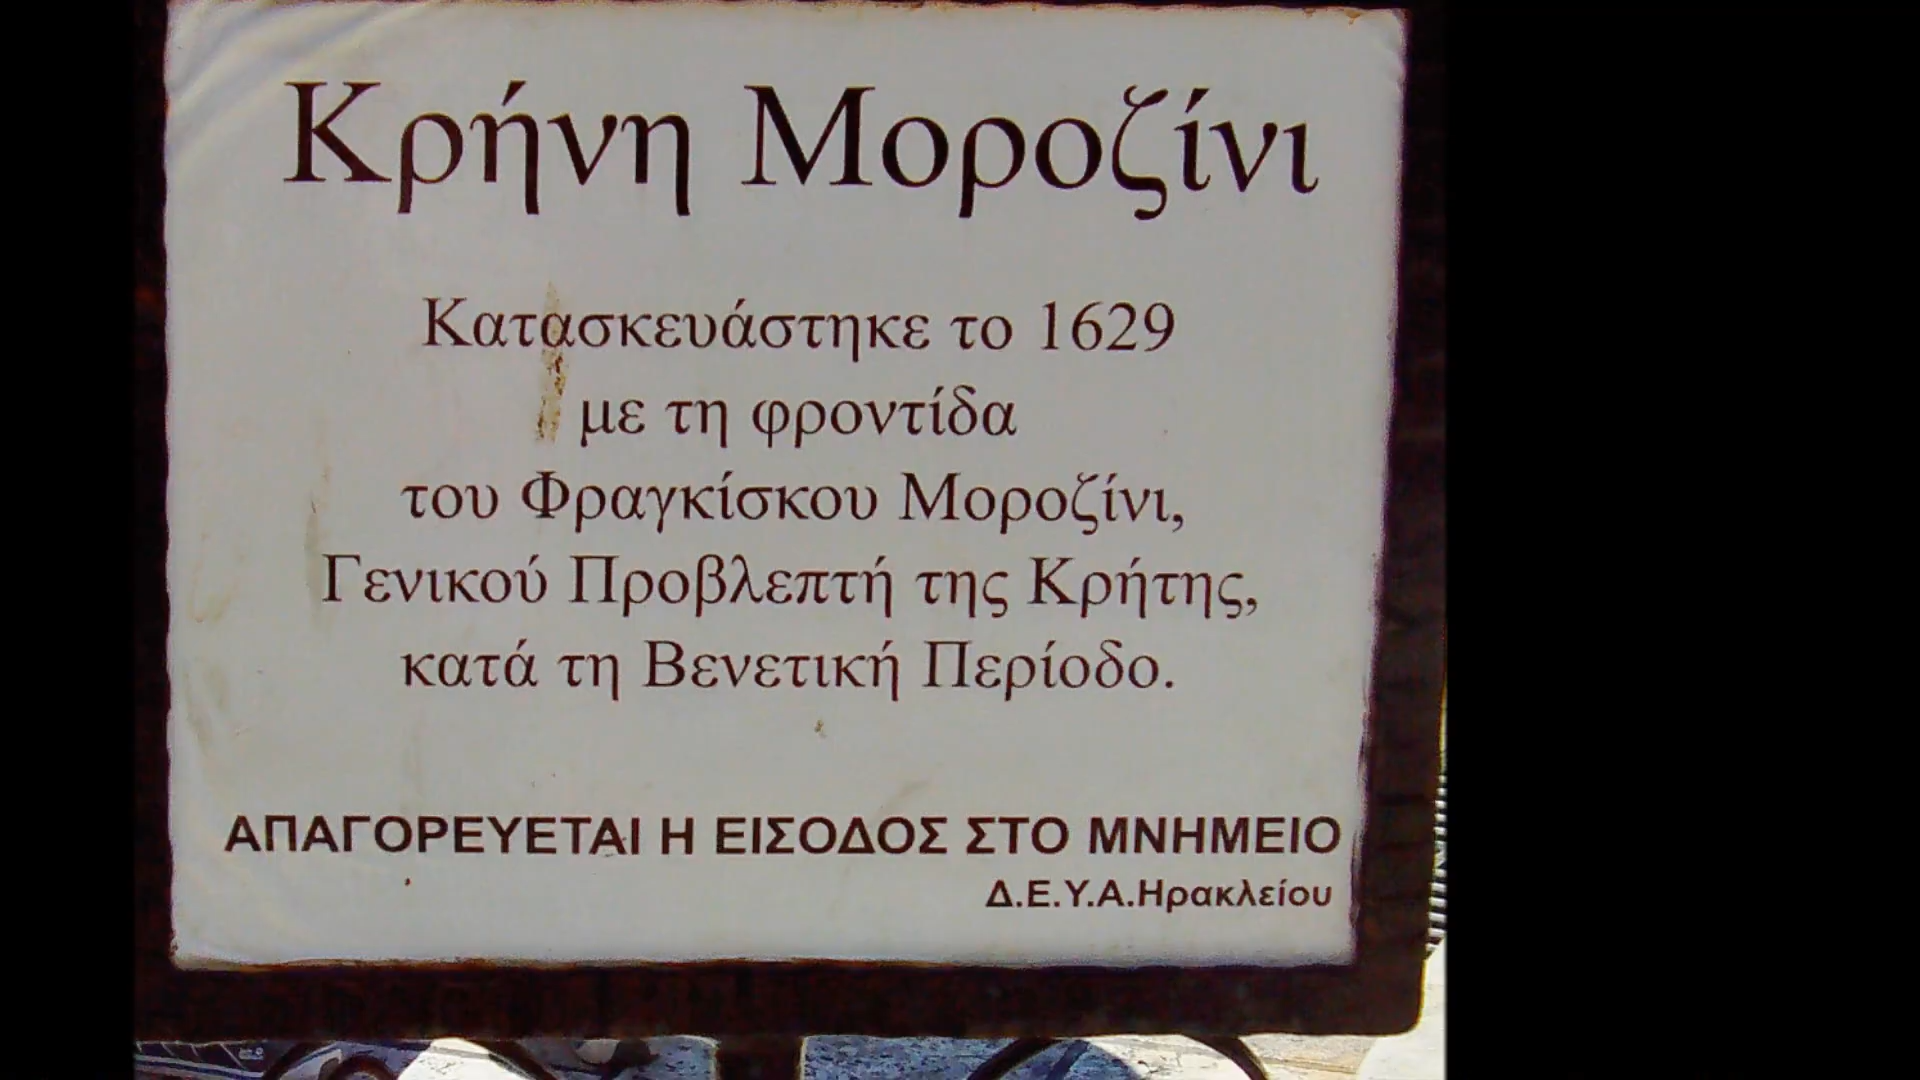 Κρήνη Μοροζίνι
Κατασκευάστηκε το 1629
με τη φροντίδα
του Φραγκίσκου Μοροζίνι,
Γενικού Προβλεπτή της Κρήτης,
κατά τη Βενετική Περίοδο.
ΑΠΑΓΟΡΕΥΕΤΑΙ Η ΕΙΣΟΔΟΣ ΣΤΟ ΜΝΗΜΕΙΟ
Δ.Ε.Υ.Α.Ηρακλείου